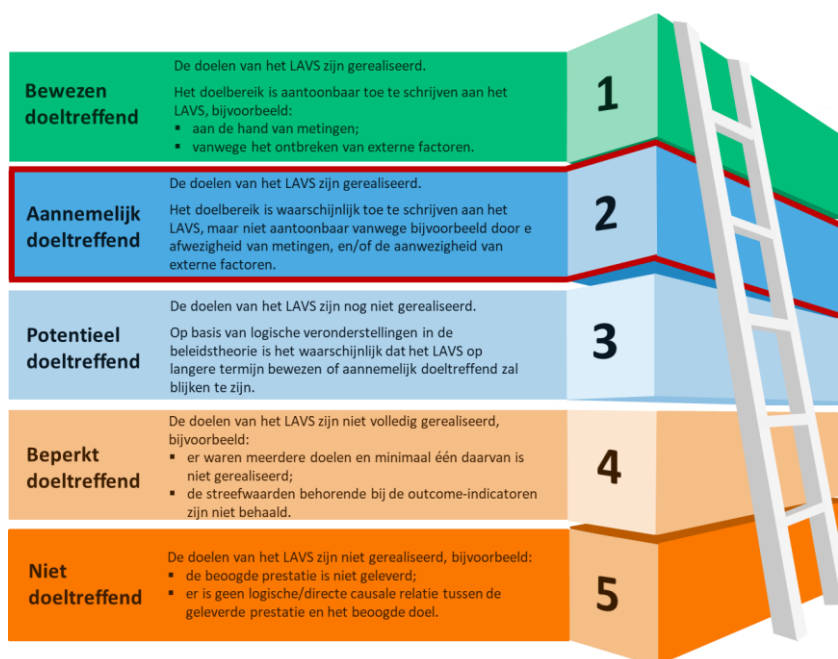 Bewezen
doeltreffend
De doelen van het LAVS zijn gerealiseerd.
Het doelbereik is aantoonbaar toe te schrijven aan het
LAVS, bijvoorbeeld:
▪ aan de hand van metingen;
▪ vanwege het ontbreken van externe factoren.
1
Aannemelijk
doeltreffend
De doelen van het LAVS zijn gerealiseerd.
Het doelbereik is waarschijnlijk toe te schrijven aan het
LAVS, maar niet aantoonbaar vanwege bijvoorbeeld door e
afwezigheid van metingen, en/of de aanwezigheid van
externe factoren.
2
Potentieel
doeltreffend
De doelen van het LAVS zijn nog niet gerealiseerd.
Op basis van logische veronderstellingen in de
beleidstheorie is het waarschijnlijk dat het LAVS op
langere termijn bewezen of aannemelijk doeltreffend zal
blijken te zijn.
3
Beperkt
doeltreffend
De doelen van het LAVS zijn niet volledig gerealiseerd,
bijvoorbeeld:
▪ er waren meerdere doelen en minimaal één daarvan is
niet gerealiseerd;
▪ de streefwaarden behorende bij de outcome-indicatoren
zijn niet behaald.
4
Niet
doeltreffend
De doelen van het LAVS zijn niet gerealiseerd, bijvoorbeeld:
▪ de beoogde prestatie is niet geleverd;
▪ er is geen logische/directe causale relatie tussen de
geleverde prestatie en het beoogde doel.
5